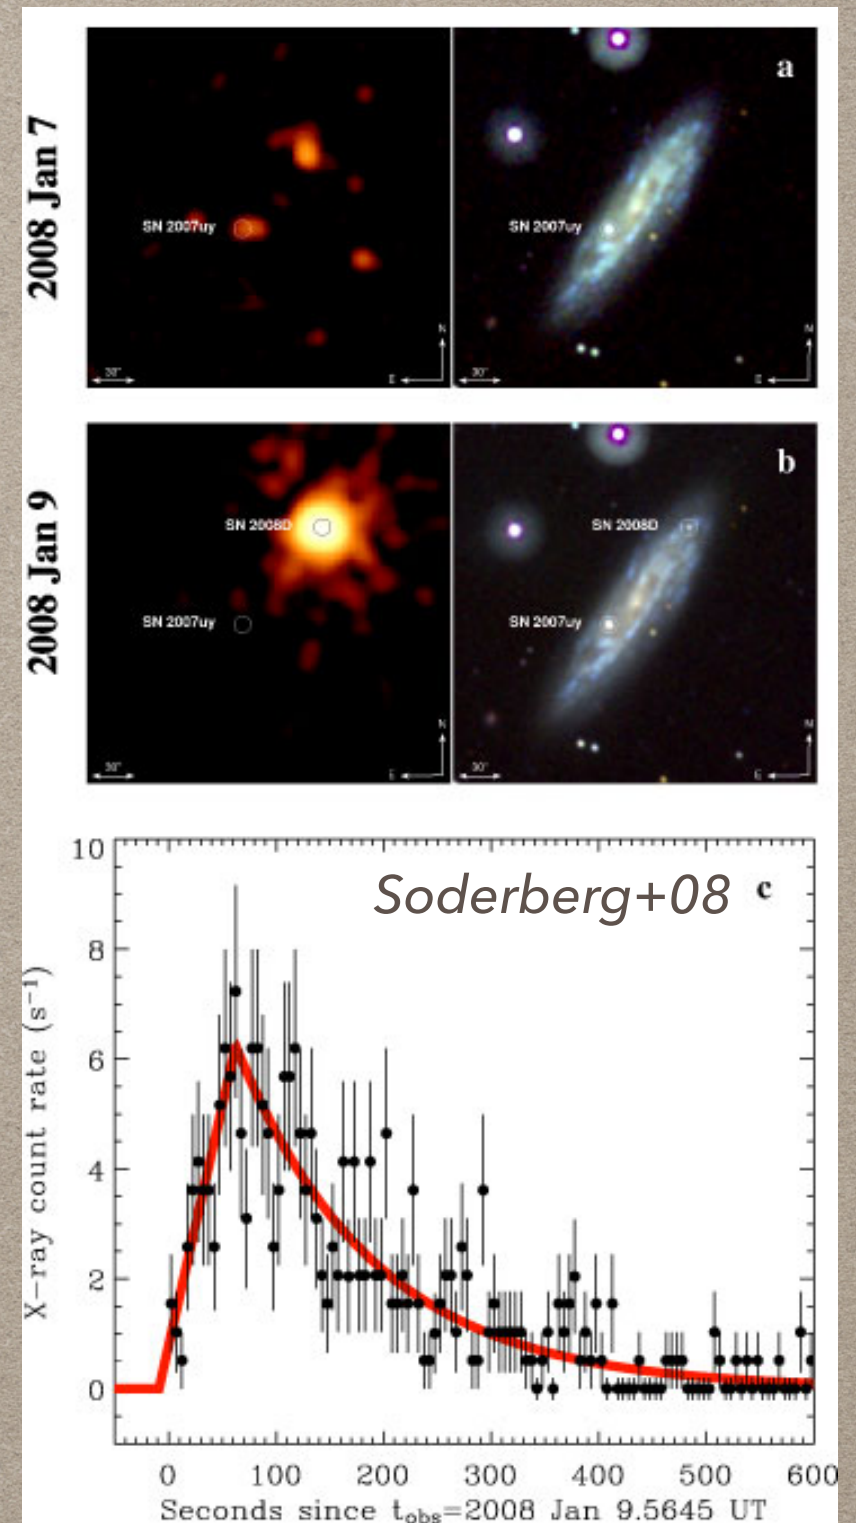 2008 Jan 7
SN 2007uy
30"
N
E
a
SN 2007uy
30"
N
E
2008 Jan 9
SN 2008D
SN 2007uy
30"
N
E
b
SN 2008D
SN 2007uy
30"
N
E
Soderberg+08
c
X-ray count rate (s⁻¹)
10
8
6
4
2
0
0 100 200 300 400 500 600
Seconds since tobs=2008 Jan 9.5645 UT